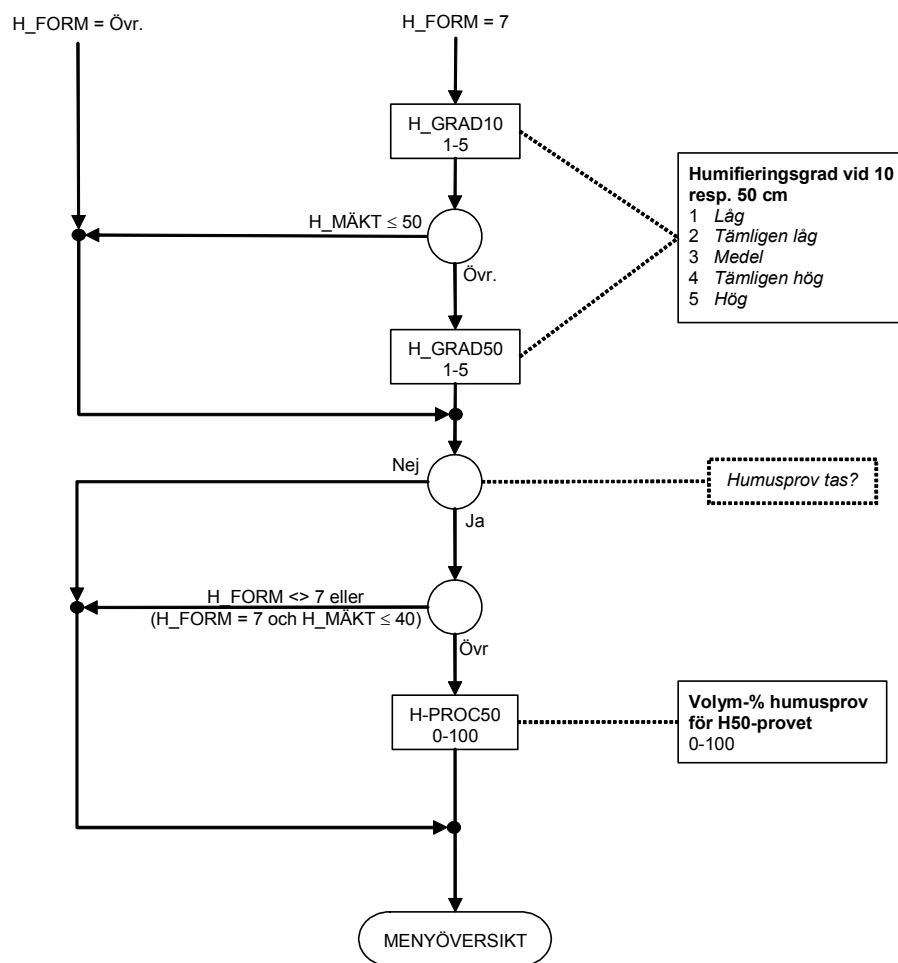 H_FORM = Övr.
H_FORM = 7
H_GRAD10
1-5
Humifieringsgrad vid 10
resp. 50 cm
1 Låg
2 Tämligen låg
3 Medel
4 Tämligen hög
5 Hög
H_MÄKT ≤ 50
Övr.
H_GRAD50
1-5
Nej
Humusprov tas?
Ja
H_FORM <> 7 eller
(H_FORM = 7 och H_MÄKT ≤ 40)
Övr
H-PROC50
0-100
Volym-% humusprov
för H50-provet
0-100
MENYÖVERSIKT